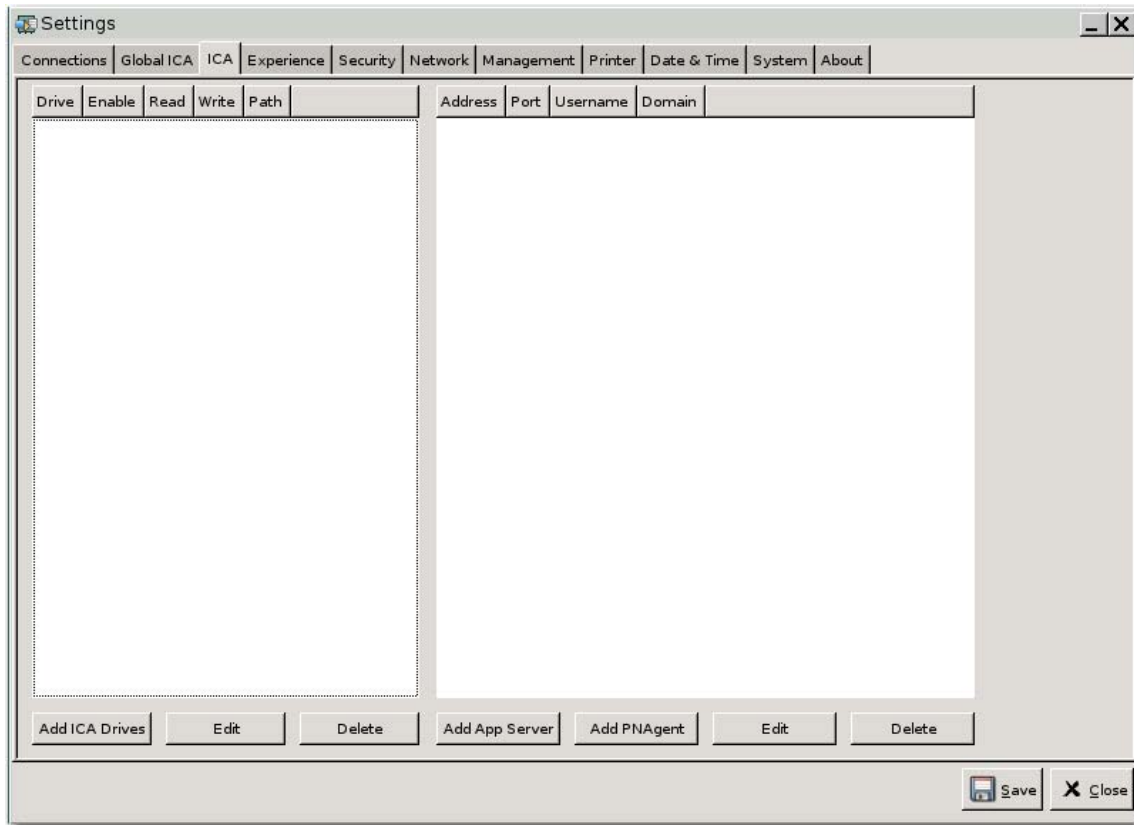 Settings
Connections Global ICA ICA Experience Security Network Management Printer Date & Time System About
Drive Enable Read Write Path Address Port Username Domain
Add ICA Drives Edit Delete Add App Server Add PNAgent Edit Delete
Save Close